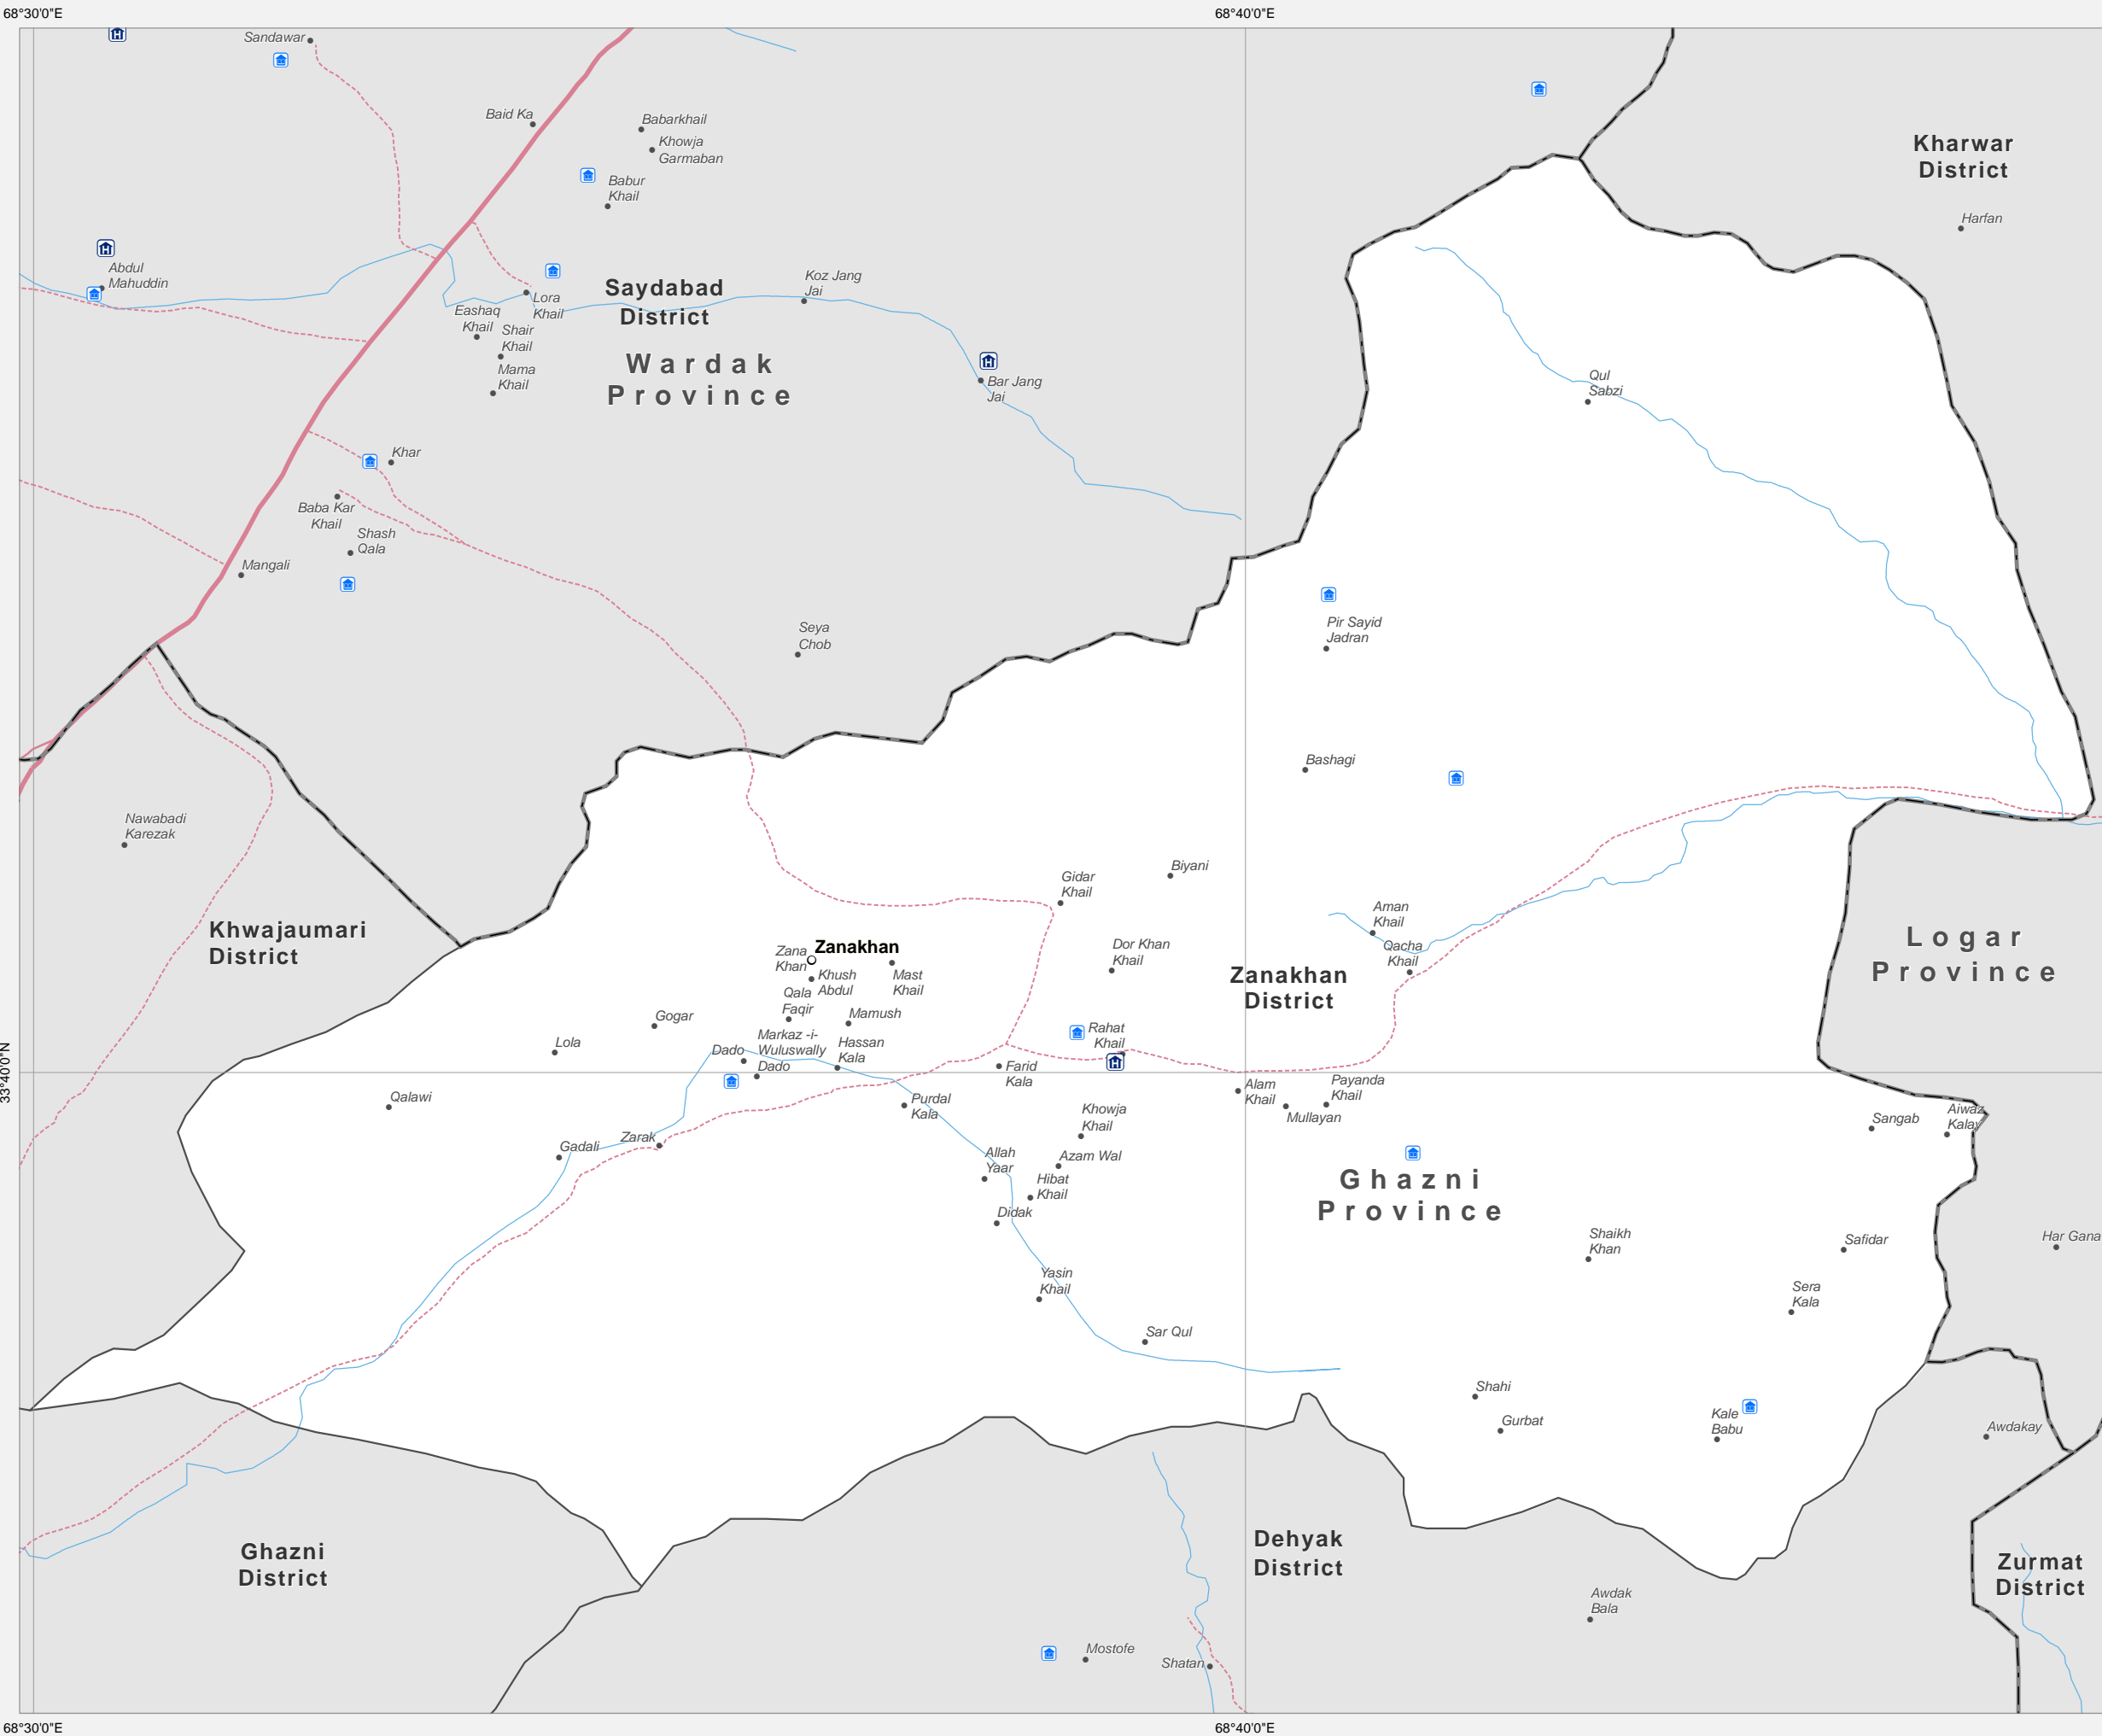 68°30'0"E
68°40'0"E
Sandawar
Baid Ka
Babarkhail
Khowja
Garmaban
Babur
Khail
Kharwar
District
Harfan
Abdul
Mahuddin
Saydabad
District
Koz Jang
Jai
Lora
Khail
Eashaq
Khail
Shair
Khail
Mama
Khail
Wardak
Province
Bar Jang
Jai
Qul
Sabzi
Khar
Baba Kar
Khail
Shash
Qala
Mangali
Seya
Chob
Pir Sayid
Jadran
Bashagi
Nawabadi
Karezak
Gidar
Khail
Biyani
Aman
Khail
Qacha
Khail
Khwajaumari
District
Logar
Province
Zana
Khan
Zanakhan
Khush
Abdul
Mast
Khail
Dor Khan
Khail
Zanakhan
District
Qala
Faqir
Mamush
Gogar
Lola
Markaz -i-
Wuluswally
Hassan
Kala
Dado
Dado
Rahat
Khail
Farid
Kala
33°40'0"N
Qalawi
Purdal
Kala
Alam
Khail
Payanda
Khail
Mullayan
Khowja
Khail
Sangab
Aiwaz
Kalay
Zarak
Gadali
Allah
Yaar
Azam Wal
Hibat
Khail
Didak
Ghazni
Province
Shaikh
Khan
Safidar
Har Gana
Yasin
Khail
Sera
Kala
Sar Qul
Shahi
Gurbat
Kale
Babu
Awdakay
Ghazni
District
Dehyak
District
Zurmat
District
Awdak
Bala
Mostofe
Shatan
68°30'0"E
68°40'0"E